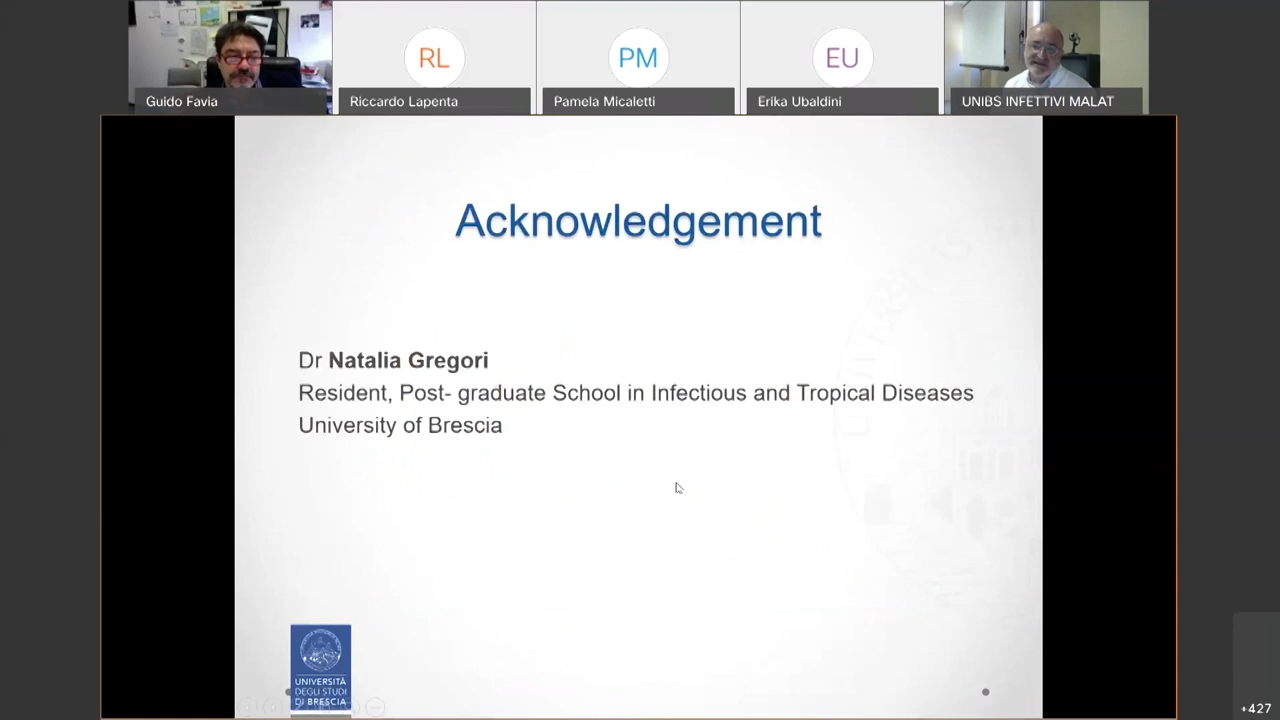 RL
PM
EU
Guido Favia
Riccardo Lapenta
Pamela Micaletti
Erika Ubaldini
UNIBS INFETTIVI MALAT
Acknowledgement
Dr Natalia Gregori
Resident, Post- graduate School in Infectious and Tropical Diseases
University of Brescia
UNIVERSITÀ
DEGLI STUDI
DI BRESCIA
+427